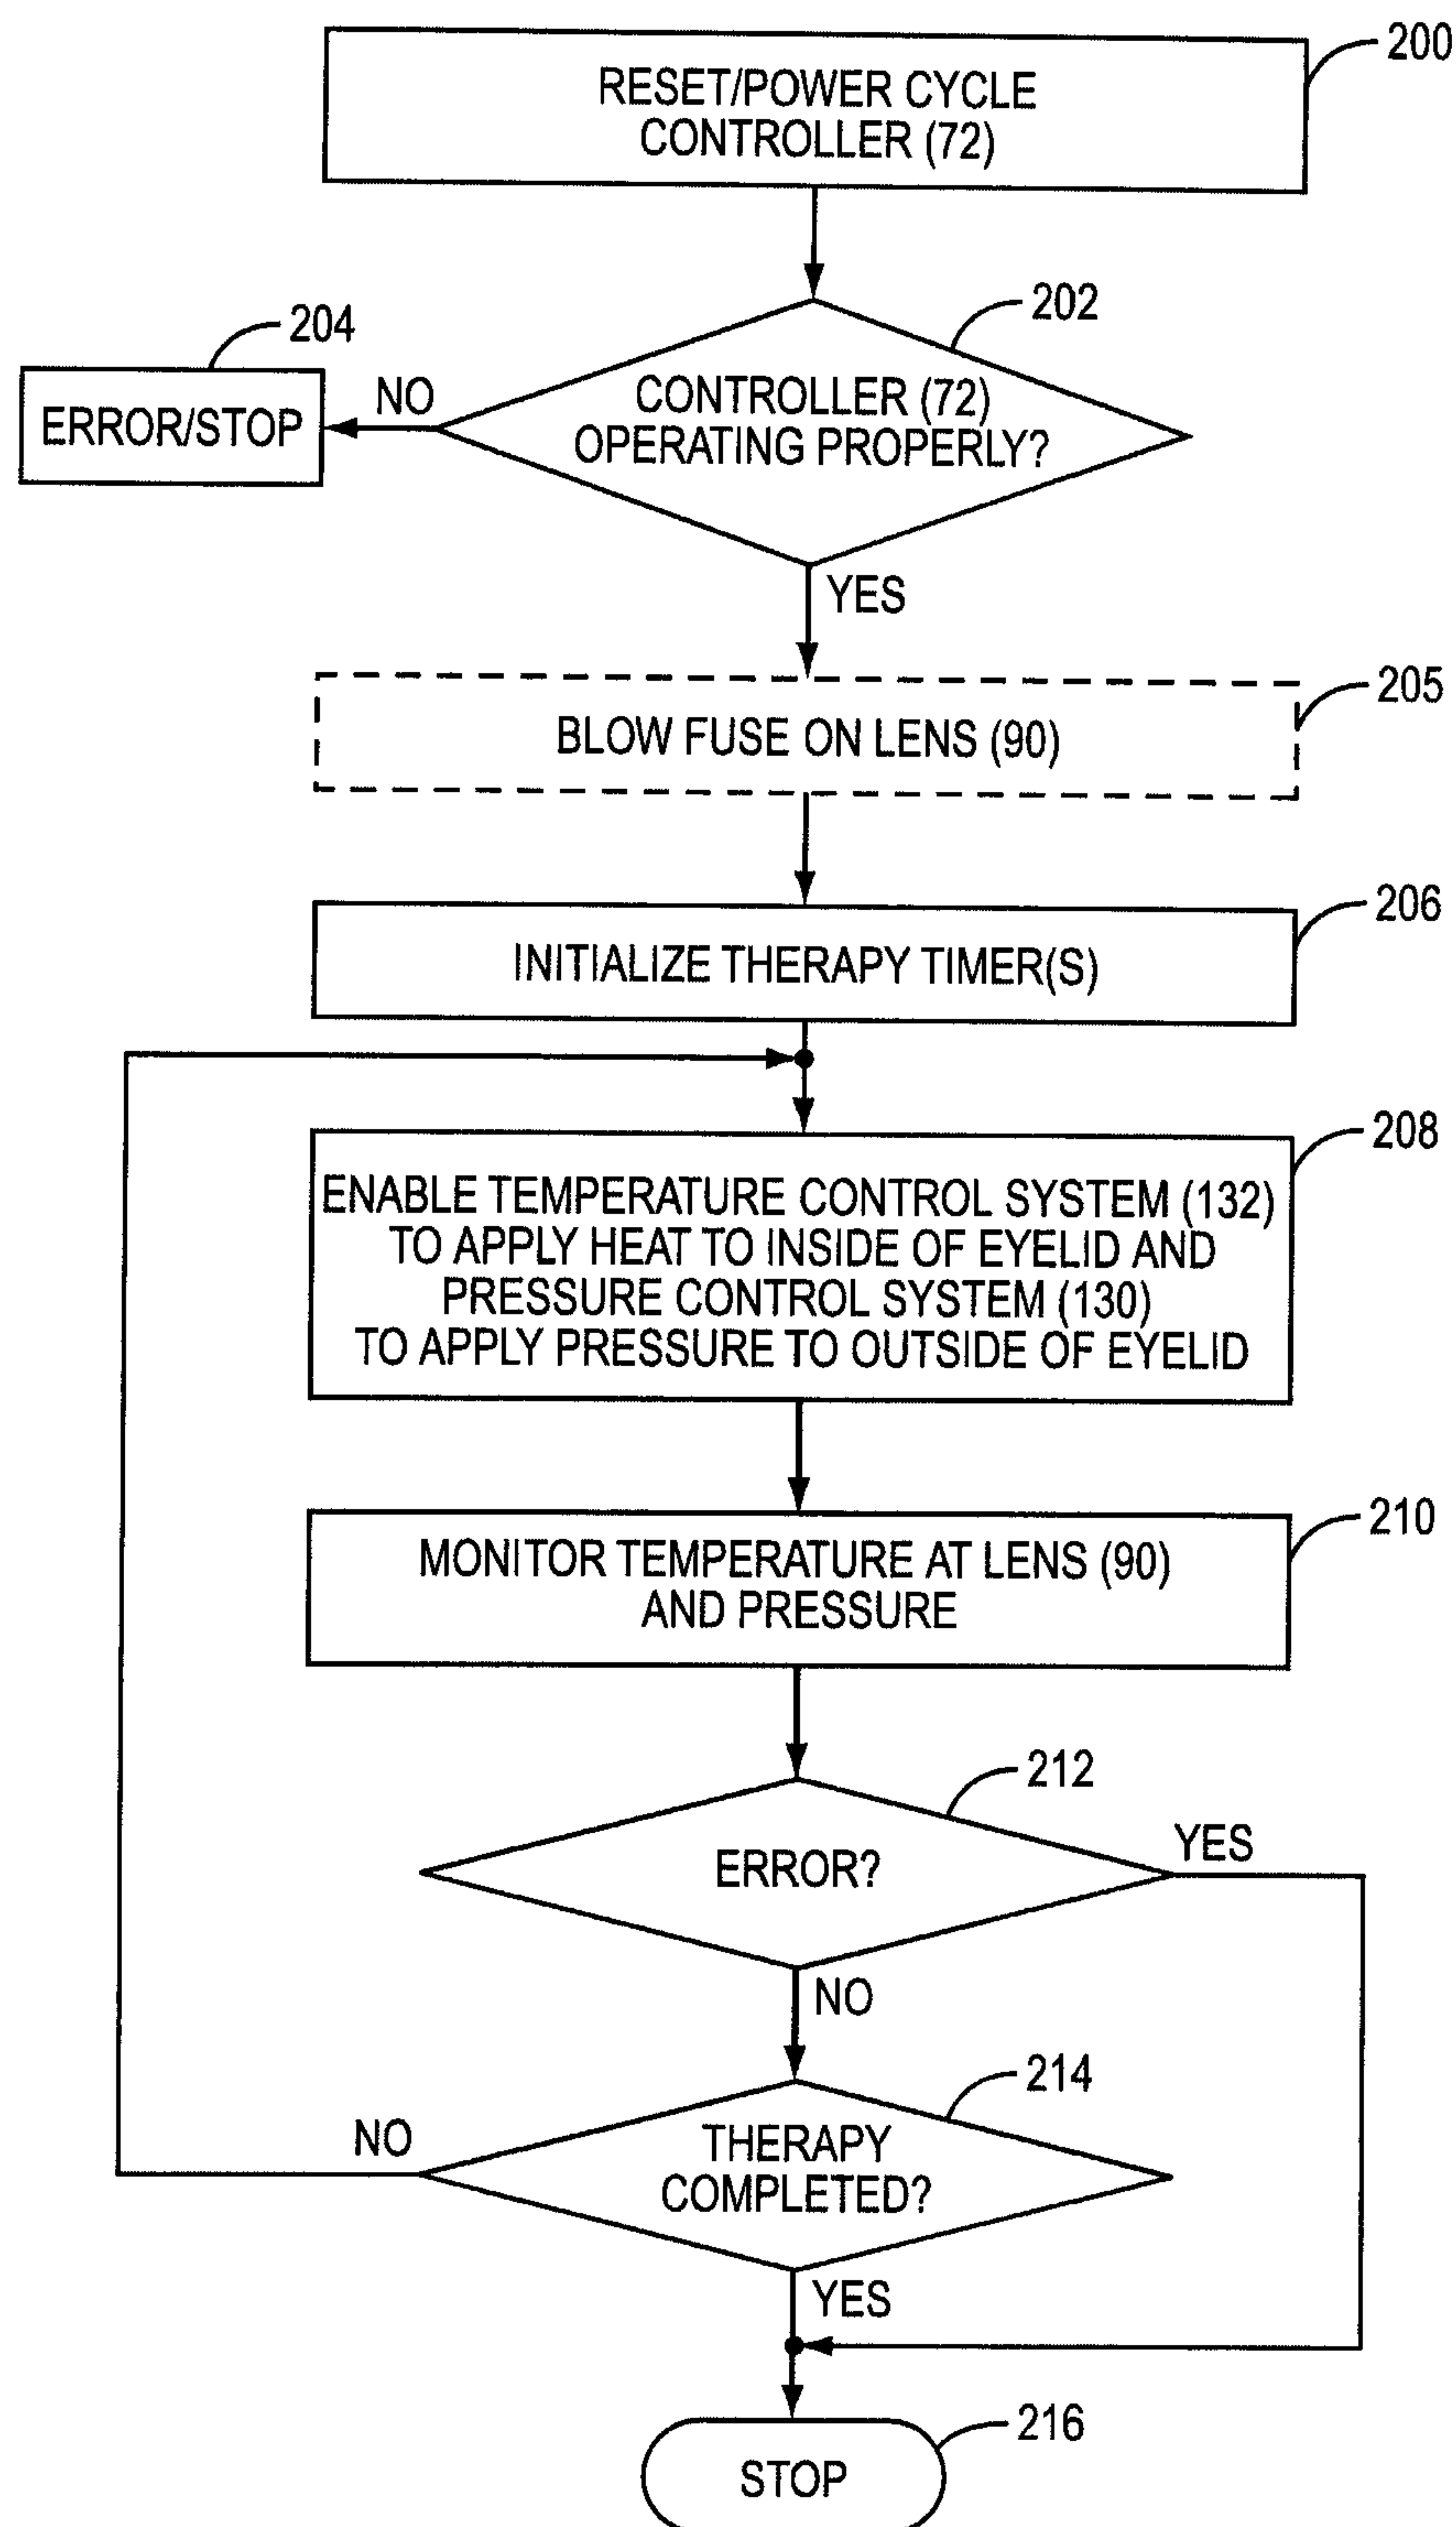 200
RESET/POWER CYCLE
CONTROLLER (72)
202
204
CONTROLLER (72)
OPERATING PROPERLY?
NO
ERROR/STOP
YES
205
BLOW FUSE ON LENS (90)
206
INITIALIZE THERAPY TIMER(S)
208
ENABLE TEMPERATURE CONTROL SYSTEM (132)
TO APPLY HEAT TO INSIDE OF EYELID AND
PRESSURE CONTROL SYSTEM (130)
TO APPLY PRESSURE TO OUTSIDE OF EYELID
210
MONITOR TEMPERATURE AT LENS (90)
AND PRESSURE
212
ERROR?
YES
NO
214
THERAPY
COMPLETED?
NO
YES
216
STOP